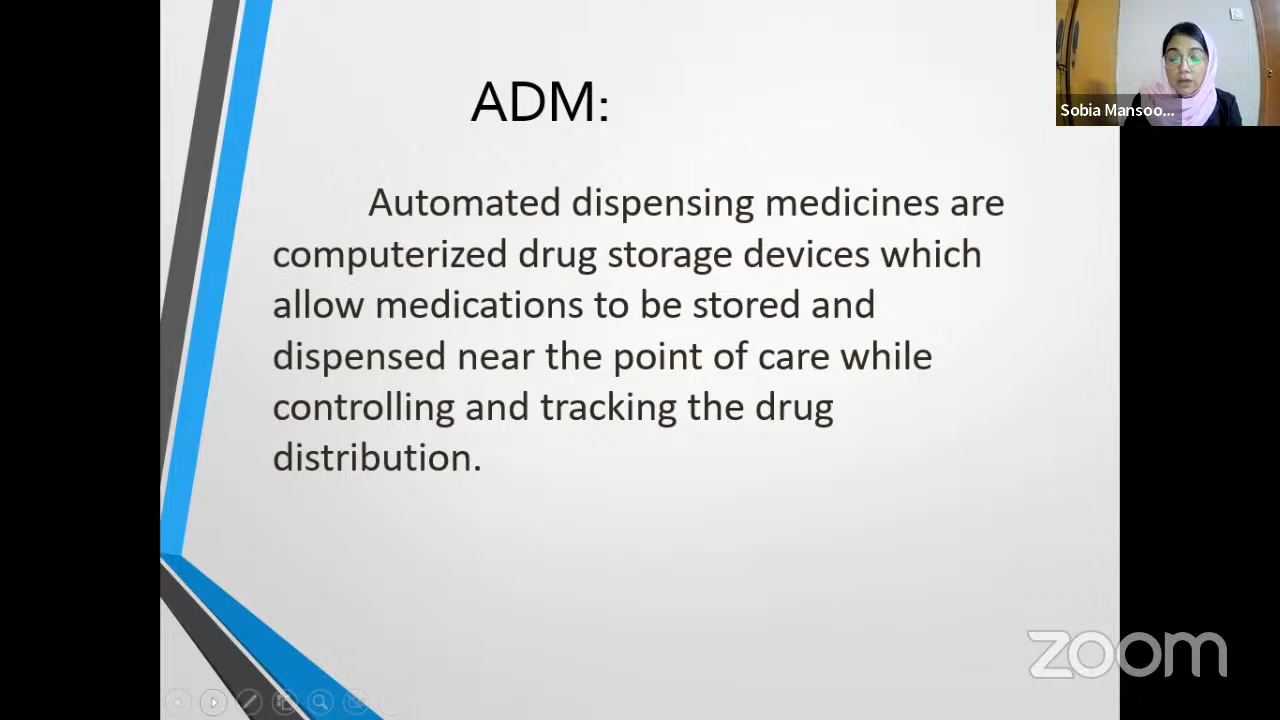 ADM:
Sobia Mansoo...
Automated dispensing medicines are
computerized drug storage devices which
allow medications to be stored and
dispensed near the point of care while
controlling and tracking the drug
distribution.
zoom